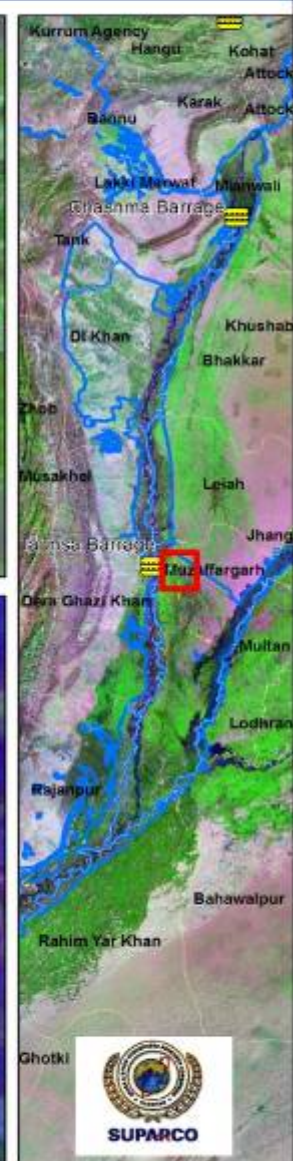 Kurrum Agency
Hangu
Kohat
Attock
Karak
Attock
Bannu
Lakki Marwat
Mianwali
Chashma Barrage
Tank
Khushab
DI Khan
Bhakkar
Zhob
Musakhel
Leiah
Jhang
Taunsa Barrage
Muzaffargarh
Dera Ghazi Khan
Multan
Lodhran
Rajanpur
Bahawalpur
Rahim Yar Khan
Ghotki
SUPARCO